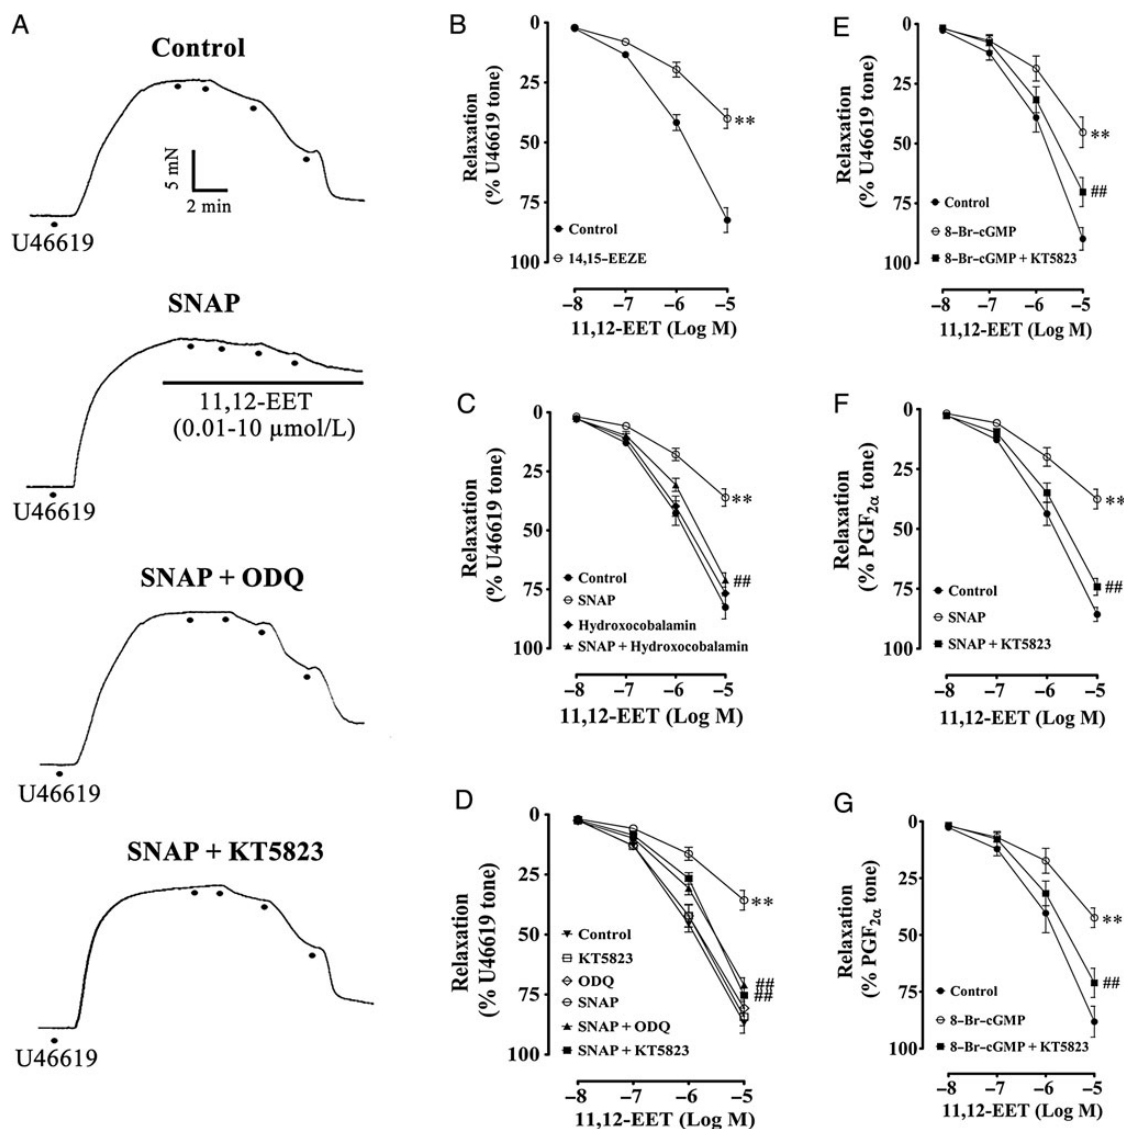 A
Control
5 mN
2 min
U46619
SNAP
11,12-EET
(0.01-10 µmol/L)
U46619
SNAP + ODQ
U46619
SNAP + KT5823
U46619
B
Relaxation
(% U46619 tone)
0
25
50
75
100
**
Control
14,15-EEZE
−8 −7 −6 −5
11,12-EET (Log M)
C
Relaxation
(% U46619 tone)
0
25
50
75
100
**
##
Control
SNAP
Hydroxocobalamin
SNAP + Hydroxocobalamin
−8 −7 −6 −5
11,12-EET (Log M)
D
Relaxation
(% U46619 tone)
0
25
50
75
100
**
##
##
Control
KT5823
ODQ
SNAP
SNAP + ODQ
SNAP + KT5823
−8 −7 −6 −5
11,12-EET (Log M)
E
Relaxation
(% U46619 tone)
0
25
50
75
100
**
##
Control
8-Br-cGMP
8-Br-cGMP + KT5823
−8 −7 −6 −5
11,12-EET (Log M)
F
Relaxation
(% PGF2α tone)
0
25
50
75
100
**
##
Control
SNAP
SNAP + KT5823
−8 −7 −6 −5
11,12-EET (Log M)
G
Relaxation
(% PGF2α tone)
0
25
50
75
100
**
##
Control
8-Br-cGMP
8-Br-cGMP + KT5823
−8 −7 −6 −5
11,12-EET (Log M)